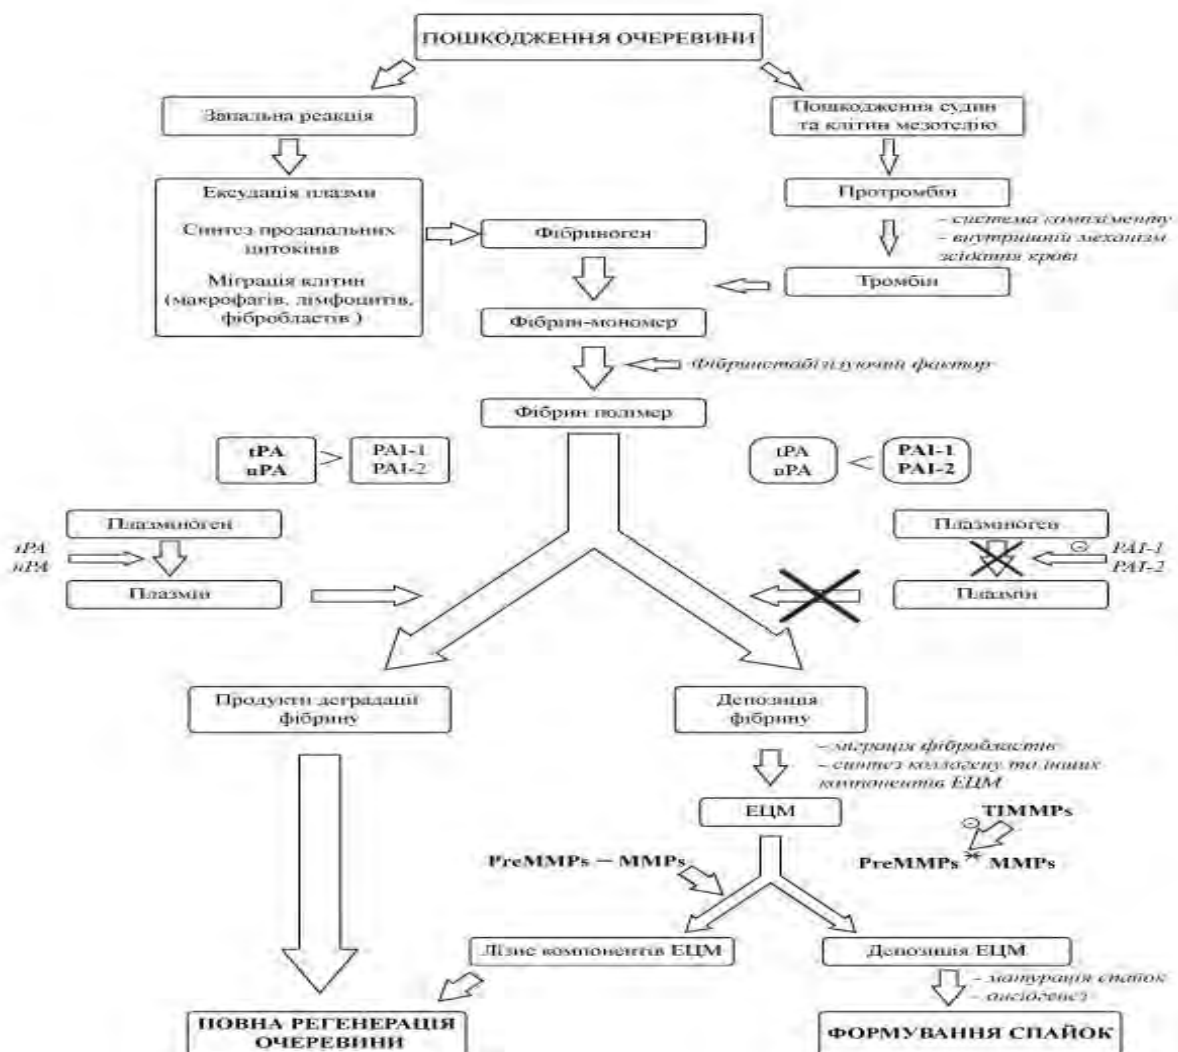 ПОШКОДЖЕННЯ ОЧЕРЕВИНИ
Запальна реакція
Пошкодження судин
та клітин мезотелію
Ексудація плазми
Синтез прозапальних
цитокінів
Міграція клітин
(макрофагів, лімфоцитів,
фібробластів )
Протромбін
– система комплементу
– внутрішній механізм
зсідання крові
Фібриноген
Тромбін
Фібрин-мономер
Фібринстабілізуючий фактор
Фібрин полімер
tPA
uPA
>
PAI-1
PAI-2
tPA
uPA
<
PAI-1
PAI-2
Плазміноген
tPA
uPA
Плазмін
Плазміноген
PAI-1
PAI-2
Плазмін
Продукти деградації
фібрину
Депозиція
фібрину
– міграція фібробластів
– синтез коллагену та інших
компонентів ЕЦМ
ЕЦМ
TIMMPs
PreMMPs – MMPs
PreMMPs MMPs
Лізис компонентів ЕЦМ
Депозиція ЕЦМ
– матурація спайок
– ангіогенез
ПОВНА РЕГЕНЕРАЦІЯ
ОЧЕРЕВИНИ
ФОРМУВАННЯ СПАЙОК